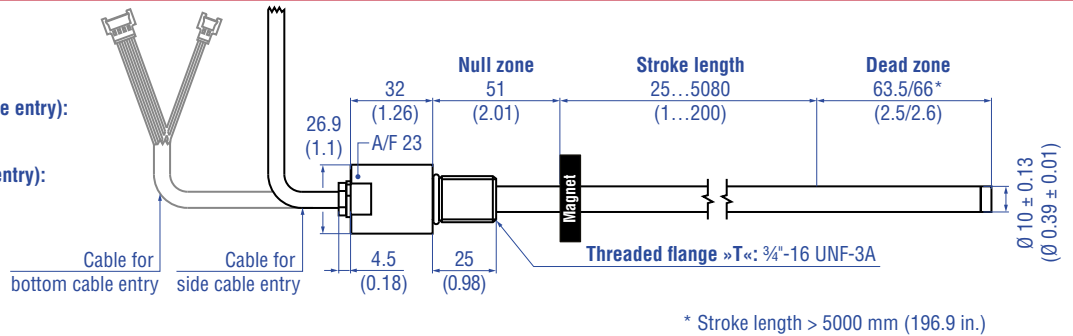 Null zone
Stroke length
Dead zone
32
51
25…5080
63.5/66*
(1.26)
(2.01)
(1…200)
(2.5/2.6)
e entry):
26.9
(1.1)
A/F 23
entry):
Magnet
Ø 10 ± 0.13
(Ø 0.39 ± 0.01)
Cable for
bottom cable entry
Cable for
side cable entry
4.5
(0.18)
25
(0.98)
Threaded flange »T«: ¾"-16 UNF-3A
* Stroke length > 5000 mm (196.9 in.)